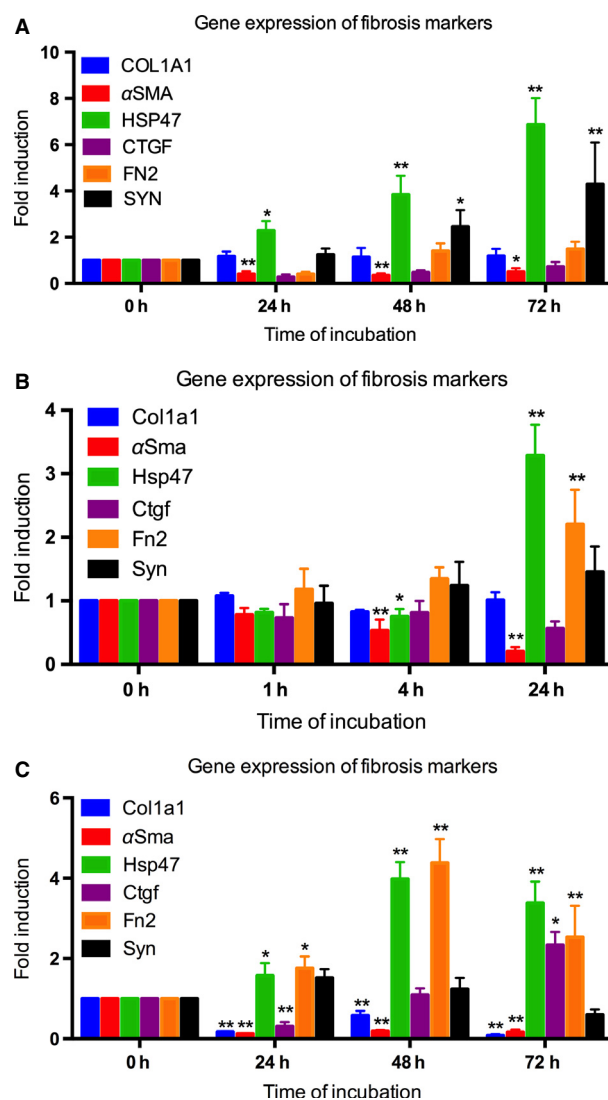 A
Gene expression of fibrosis markers
10
8
6
4
2
0
Fold induction
COL1A1
αSMA
HSP47
CTGF
FN2
SYN
** * ** ** * * ** **
0 h 24 h 48 h 72 h
Time of incubation
B
Gene expression of fibrosis markers
4
3
2
1
0
Fold induction
Col1a1
αSma
Hsp47
Ctgf
Fn2
Syn
** * ** ** **
0 h 1 h 4 h 24 h
Time of incubation
C
Gene expression of fibrosis markers
6
4
2
0
Fold induction
Col1a1
αSma
Hsp47
Ctgf
Fn2
Syn
** ** * ** * ** ** ** ** ** ** ** * **
0 h 24 h 48 h 72 h
Time of incubation